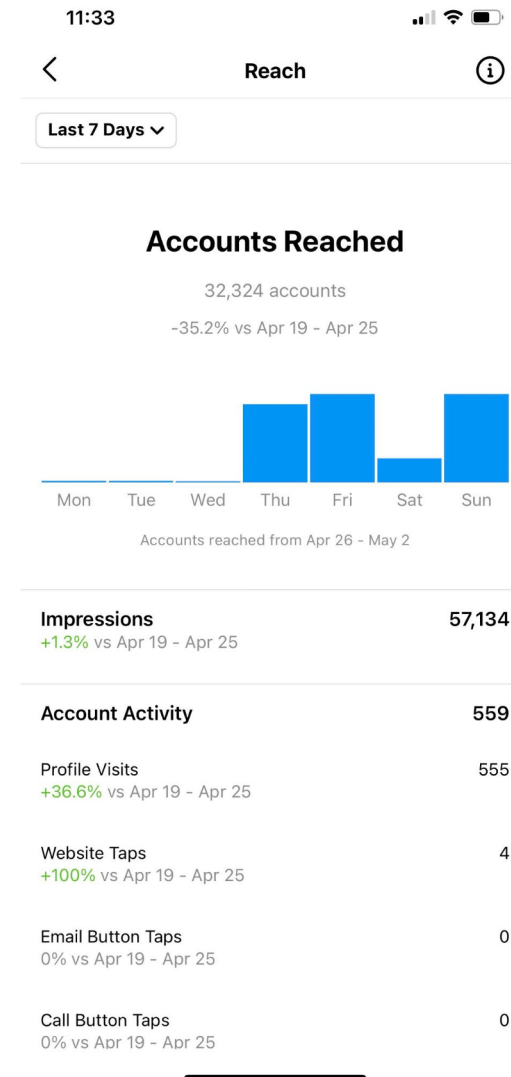 11:33
Reach
Last 7 Days
Accounts Reached
32,324 accounts
-35.2% vs Apr 19 - Apr 25
Mon Tue Wed Thu Fri Sat Sun
Accounts reached from Apr 26 - May 2
Impressions 57,134
+1.3% vs Apr 19 - Apr 25
Account Activity 559
Profile Visits 555
+36.6% vs Apr 19 - Apr 25
Website Taps 4
+100% vs Apr 19 - Apr 25
Email Button Taps 0
0% vs Apr 19 - Apr 25
Call Button Taps 0
0% vs Apr 19 - Apr 25